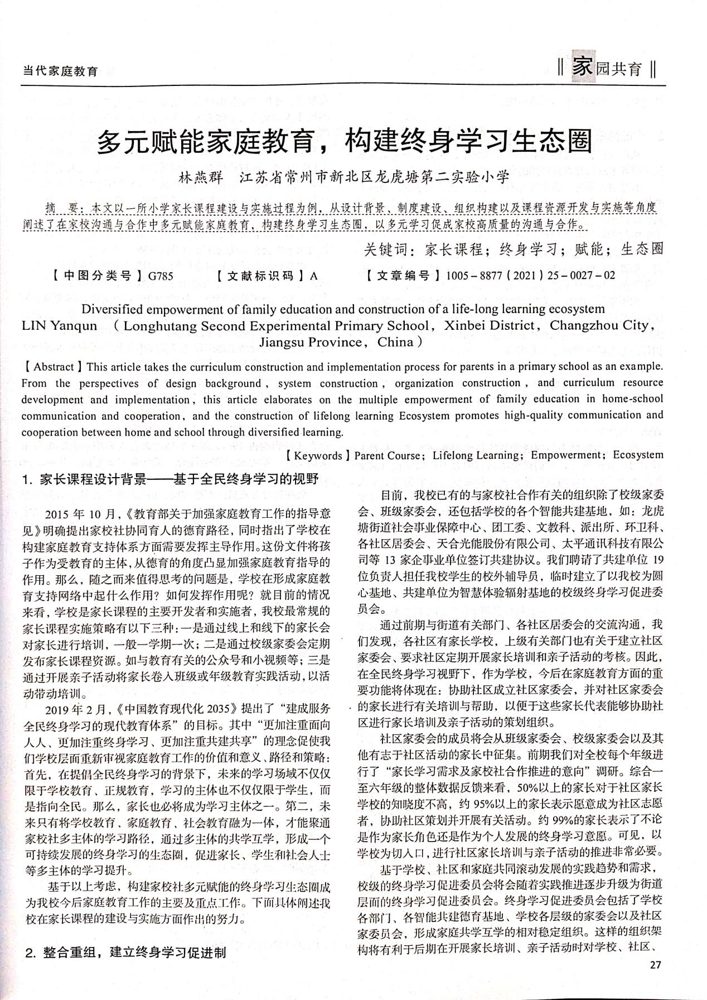 当代家庭教育
‖家园共育‖
多元赋能家庭教育，构建终身学习生态圈
林燕群　江苏省常州市新北区龙虎塘第二实验小学
摘　要：本文以一所小学家长课程建设与实施过程为例，从设计背景、制度建设、组织构建以及课程资源开发与实施等角度
阐述了在家校沟通与合作中多元赋能家庭教育，构建终身学习生态圈，以多元学习促成家校高质量的沟通与合作。
关键词：家长课程；终身学习；赋能；生态圈
【中图分类号】G785　【文献标识码】A　【文章编号】1005－8877（2021）25－0027－02
Diversified empowerment of family education and construction of a life-long learning ecosystem
LIN Yanqun （Longhutang Second Experimental Primary School，Xinbei District，Changzhou City，
Jiangsu Province，China）
【Abstract】This article takes the curriculum construction and implementation process for parents in a primary school as an example.
From the perspectives of design background，system construction，organization construction，and curriculum resource
development and implementation，this article elaborates on the multiple empowerment of family education in home-school
communication and cooperation，and the construction of lifelong learning Ecosystem promotes high-quality communication and
cooperation between home and school through diversified learning.
【Keywords】Parent Course；Lifelong Learning；Empowerment；Ecosystem
1. 家长课程设计背景——基于全民终身学习的视野
2015 年 10 月，《教育部关于加强家庭教育工作的指导意
见》明确提出家校社协同育人的德育路径，同时指出了学校在
构建家庭教育支持体系方面需要发挥主导作用。这份文件将孩
子作为受教育的主体，从德育的角度凸显加强家庭教育指导的
作用。那么，随之而来值得思考的问题是，学校在形成家庭教
育支持网络中起什么作用？如何发挥作用呢？就目前的情况
来看，学校是家长课程的主要开发者和实施者，我校最常规的
家长课程实施策略有以下三种：一是通过线上和线下的家长会
对家长进行培训，一般一学期一次；二是通过校级家委会定期
发布家长课程资源。如与教育有关的公众号和小视频等；三是
通过开展亲子活动将家长卷入班级或年级教育实践活动，以活
动带动培训。
2019 年 2 月，《中国教育现代化 2035》提出了“建成服务
全民终身学习的现代教育体系”的目标。其中“更加注重面向
人人、更加注重终身学习、更加注重共建共享”的理念促使我
们学校层面重新审视家庭教育工作的价值和意义、路径和策略：
首先，在提倡全民终身学习的背景下，未来的学习场域不仅仅
限于学校教育、正规教育，学习的主体也不仅仅限于学生，而
是指向全民。那么，家长也必将成为学习主体之一。第二，未
来只有将学校教育、家庭教育、社会教育融为一体，才能聚通
家校社多主体的学习路径，通过多主体的共学互学，形成一个
可持续发展的终身学习的生态圈，促进家长、学生和社会人士
等多主体的学习提升。
基于以上考虑，构建家校社多元赋能的终身学习生态圈成
为我校今后家庭教育工作的主要及重点工作。下面具体阐述我
校在家长课程的建设与实施方面作出的努力。
2. 整合重组，建立终身学习促进制
目前，我校已有的与家校社合作有关的组织除了校级家委
会、班级家委会，还包括学校的各个智能共建基地，如：龙虎
塘街道社会事业保障中心、团工委、文教科、派出所、环卫科、
各社区居委会、天合光能股份有限公司、太平通讯科技有限公
司等 13 家企事业单位签订共建协议。我们聘请了共建单位 19
位负责人担任我校学生的校外辅导员，临时建立了以我校为圆
心基地、共建单位为智慧体验辐射基地的校级终身学习促进委
员会。
通过前期与街道有关部门、各社区居委会的交流沟通，我
们发现，各社区有家长学校，上级有关部门也有关于建立社区
家委会、要求社区定期开展家长培训和亲子活动的考核。因此，
在全民终身学习视野下，作为学校，今后在家庭教育方面的重
要功能将体现在：协助社区成立社区家委会，并对社区家委会
的家长进行有关培训与帮助，以便于这些家长代表能够协助社
区进行家长培训及亲子活动的策划组织。
社区家委会的成员将会从班级家委会、校级家委会以及其
他有志于社区活动的家长中征集。前期我们对全校每个年级进
行了“家长学习需求及家校社合作推进的意向”调研。综合一
至六年级的整体数据反馈来看，50%以上的家长对于社区家长
学校的知晓度不高，约 95%以上的家长表示愿意成为社区志愿
者，协助社区策划并开展有关活动。约 99%的家长表示了不论
是作为家长角色还是作为个人发展的终身学习意愿。可见，以
学校为切入口，进行社区家长培训与亲子活动的推进非常必要。
基于学校、社区和家庭共同滚动发展的实践趋势和需求，
校级的终身学习促进委员会将会随着实践推进逐步升级为街道
层面的终身学习促进委员会。终身学习促进委员会包括了学校
各部门、各智能共建德育基地、学校各层级的家委会以及社区
家委员会，形成家庭共学互学的相对稳定组织。这样的组织架
构将有利于后期在开展家长培训、亲子活动时对学校、社区、
27